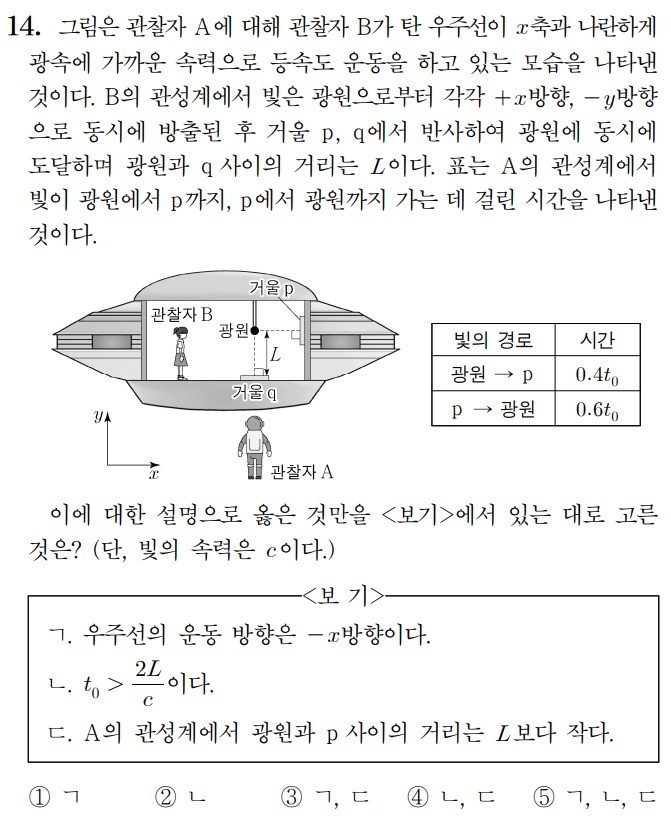 14. 그림은 관찰자 A에 대해 관찰자 B가 탄 우주선이 x축과 나란하게
광속에 가까운 속력으로 등속도 운동을 하고 있는 모습을 나타낸
것이다. B의 관성계에서 빛은 광원으로부터 각각 +x방향, −y방향
으로 동시에 방출된 후 거울 p, q에서 반사하여 광원에 동시에
도달하며 광원과 q 사이의 거리는 L이다. 표는 A의 관성계에서
빛이 광원에서 p까지, p에서 광원까지 가는 데 걸린 시간을 나타낸
것이다.
거울 p
관찰자 B
광원
L
거울 q
y
x
관찰자 A
빛의 경로 시간
광원 → p 0.4t₀
p → 광원 0.6t₀
이에 대한 설명으로 옳은 것만을 <보기>에서 있는 대로 고른
것은? (단, 빛의 속력은 c이다.)
<보 기>
ㄱ. 우주선의 운동 방향은 −x방향이다.
ㄴ. t₀ > 2L/c 이다.
ㄷ. A의 관성계에서 광원과 p 사이의 거리는 L보다 작다.
① ㄱ ② ㄴ ③ ㄱ, ㄷ ④ ㄴ, ㄷ ⑤ ㄱ, ㄴ, ㄷ